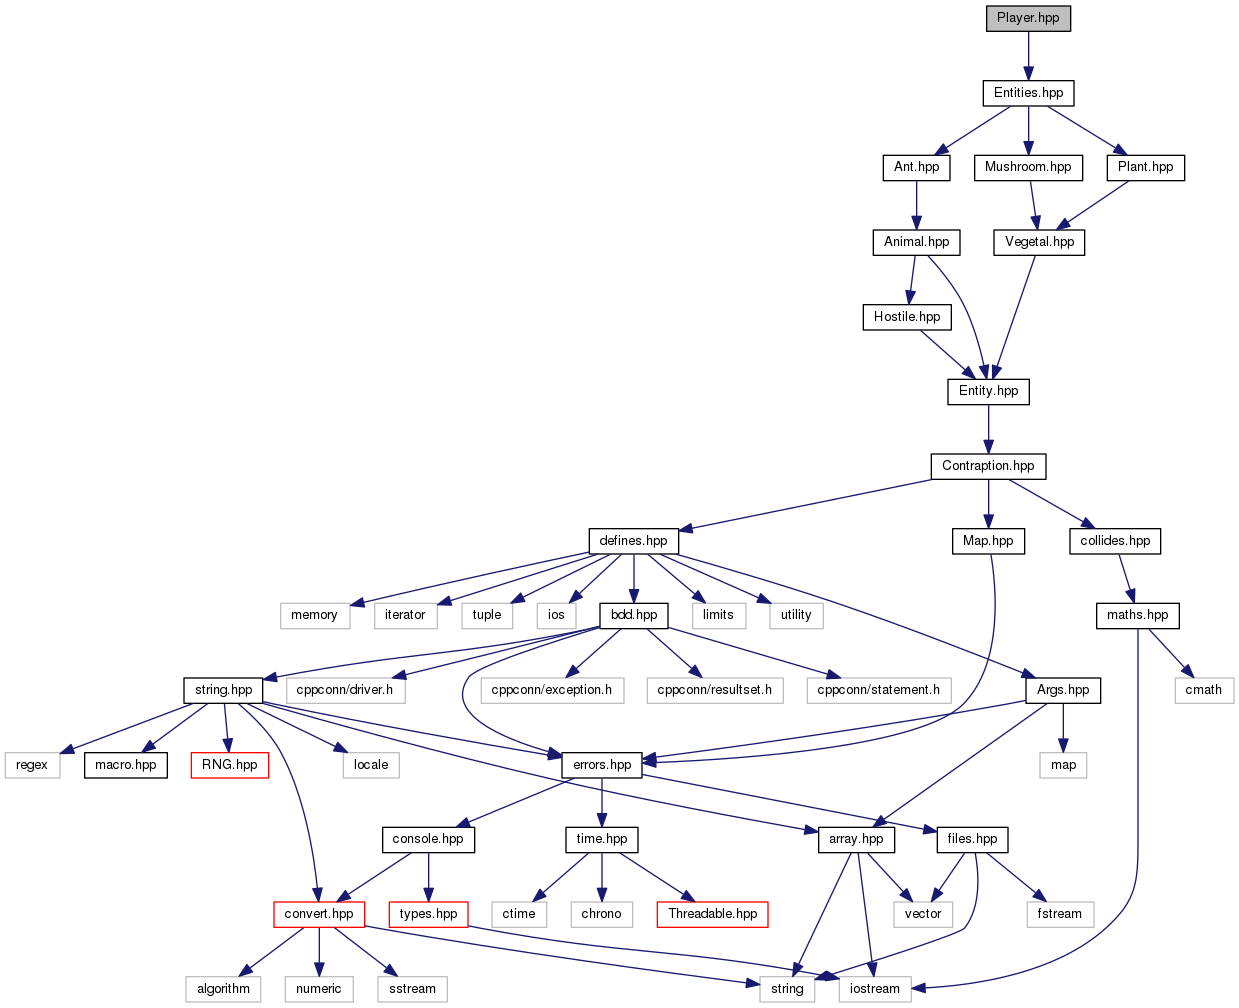 Player.hpp
Entities.hpp
Ant.hpp
Mushroom.hpp
Plant.hpp
Animal.hpp
Vegetal.hpp
Hostile.hpp
Entity.hpp
Contraption.hpp
defines.hpp
Map.hpp
collides.hpp
memory
iterator
tuple
ios
bdd.hpp
limits
utility
maths.hpp
string.hpp
cppconn/driver.h
cppconn/exception.h
cppconn/resultset.h
cppconn/statement.h
Args.hpp
cmath
regex
macro.hpp
RNG.hpp
locale
errors.hpp
map
console.hpp
time.hpp
array.hpp
files.hpp
convert.hpp
types.hpp
ctime
chrono
Threadable.hpp
vector
fstream
algorithm
numeric
sstream
string
iostream